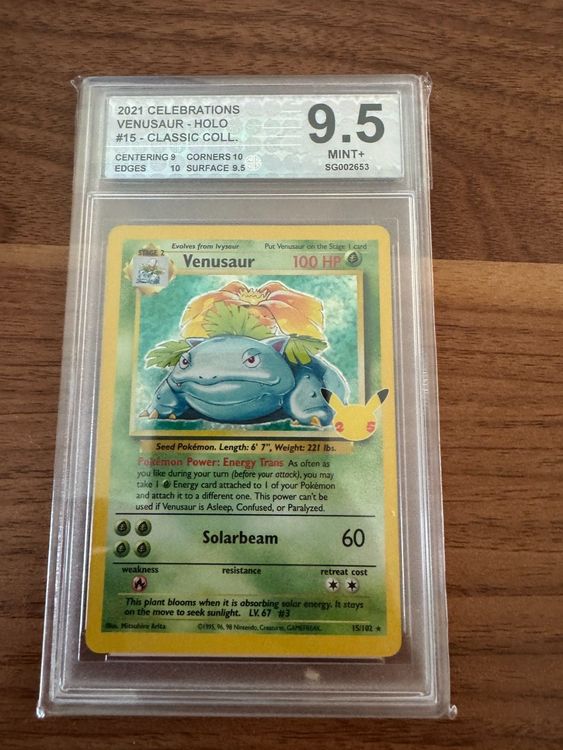 2021 CELEBRATIONS
VENUSAUR - HOLO
#15 - CLASSIC COLL.
CENTERING 9 CORNERS 10
EDGES 10 SURFACE 9.5
9.5
MINT+
SG002653
Evolves from Ivysaur Put Venusaur on the Stage 1 card
STAGE 2
Venusaur 100 HP
25
Seed Pokémon. Length: 6' 7", Weight: 221 lbs.
Pokémon Power: Energy Trans As often as
you like during your turn (before your attack), you may
take 1 Energy card attached to 1 of your Pokémon
and attach it to a different one. This power can't be
used if Venusaur is Asleep, Confused, or Paralyzed.
Solarbeam 60
weakness resistance retreat cost
This plant blooms when it is absorbing solar energy. It stays
on the move to seek sunlight. LV. 67 #3
Illus. Mitsuhiro Arita ©1995, 96, 98 Nintendo, Creatures, GAMEFREAK. 15/102 ★